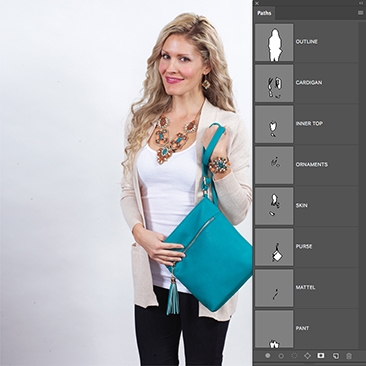 Paths
OUTLINE
CARDIGAN
INNER TOP
ORNAMENTS
SKIN
PURSE
MATTEL
PANT